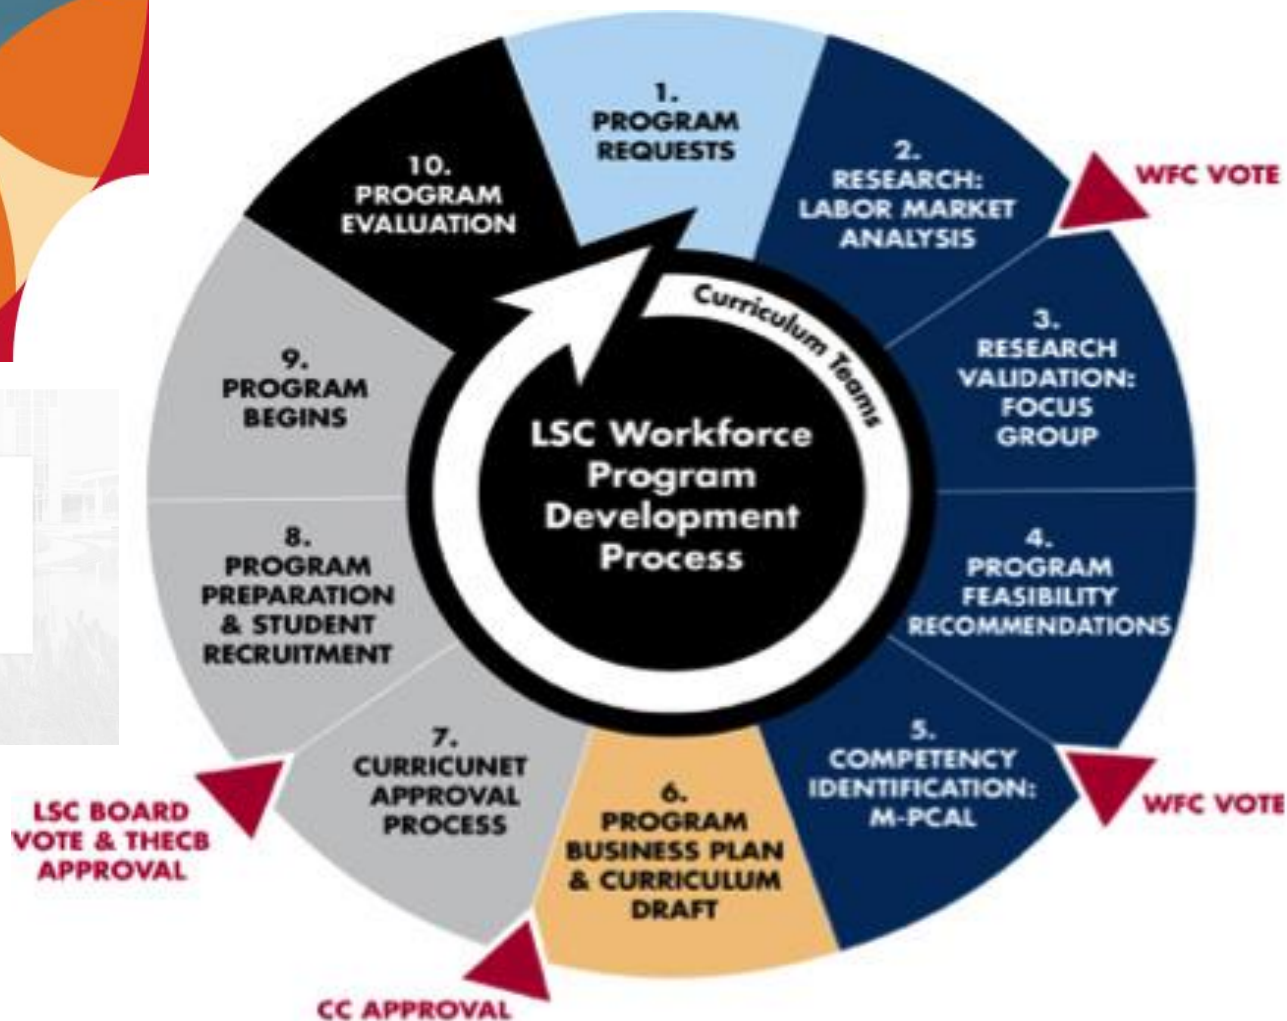 1.
PROGRAM
REQUESTS
2.
RESEARCH:
LABOR MARKET
ANALYSIS
WFC VOTE
3.
RESEARCH
VALIDATION:
FOCUS
GROUP
4.
PROGRAM
FEASIBILITY
RECOMMENDATIONS
WFC VOTE
5.
COMPETENCY
IDENTIFICATION:
M-PCAL
6.
PROGRAM
BUSINESS PLAN
& CURRICULUM
DRAFT
CC APPROVAL
7.
CURRICUNET
APPROVAL
PROCESS
LSC BOARD
VOTE & THECB
APPROVAL
8.
PROGRAM
PREPARATION
& STUDENT
RECRUITMENT
9.
PROGRAM
BEGINS
10.
PROGRAM
EVALUATION
Curriculum Teams
LSC Workforce
Program
Development
Process